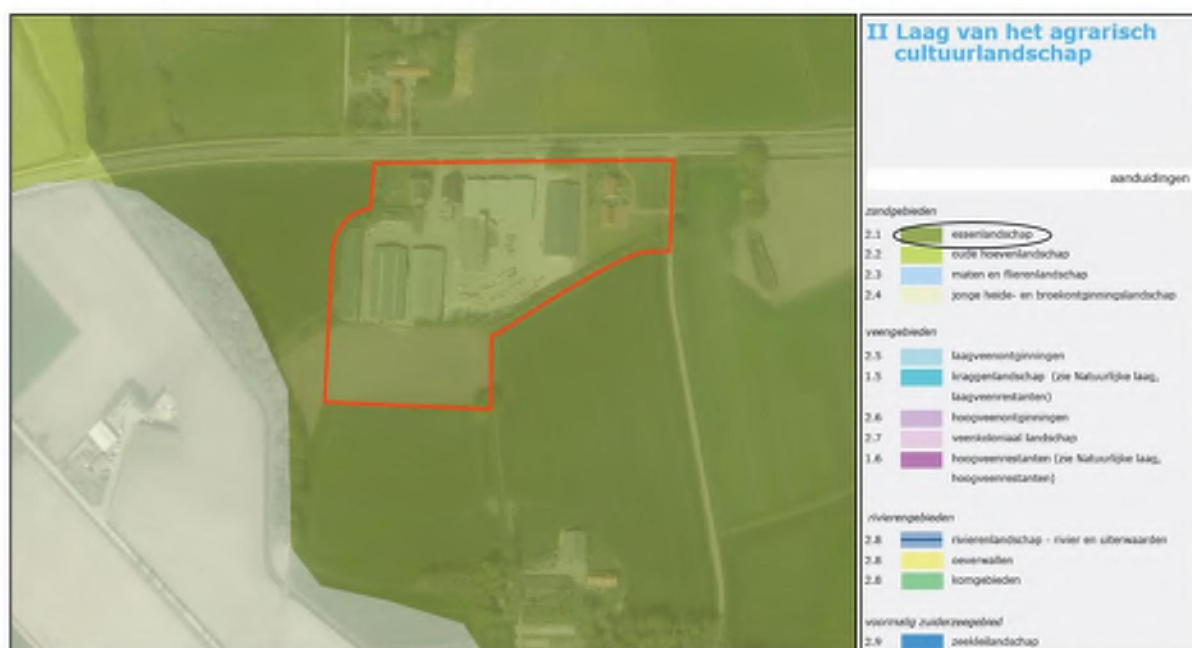 II Laag van het agrarisch
cultuurlandschap
aanduidingen
zandgebieden
2.1 essenlandschap
2.2 oude hoevenlandschap
2.3 maten en flierenlandschap
2.4 jonge heide- en broekontginningslandschap
veengebieden
2.5 laagveenontginningen
1.5 kraggenlandschap (zie Natuurlijke laag,
laagveenrestanten)
2.6 hoogveenontginningen
2.7 veenkoloniaal landschap
1.6 hoogveenrestanten (zie Natuurlijke laag,
hoogveenrestanten)
rivierengebieden
2.8 rivierenlandschap - rivier en uiterwaarden
2.8 oeverwallen
2.8 komgebieden
voormalig zuiderzeegebied
2.9 zeekleilandschap